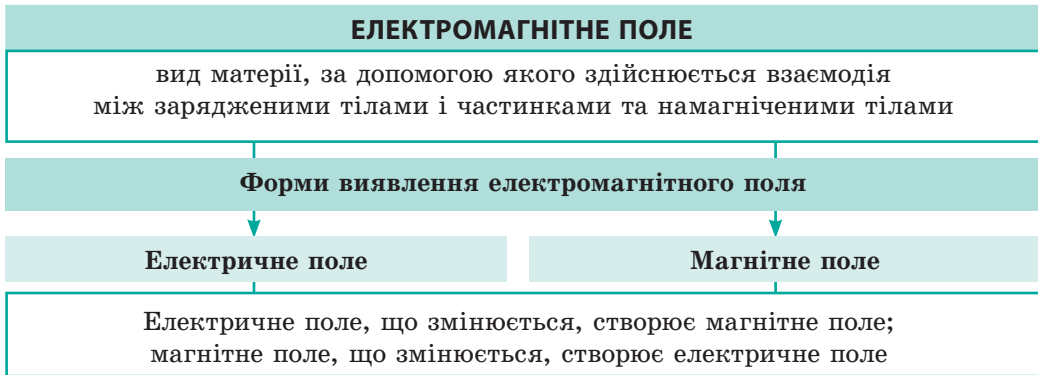 ЕЛЕКТРОМАГНІТНЕ ПОЛЕ
вид матерії, за допомогою якого здійснюється взаємодія
між зарядженими тілами і частинками та намагніченими тілами
Форми виявлення електромагнітного поля
Електричне поле
Магнітне поле
Електричне поле, що змінюється, створює магнітне поле;
магнітне поле, що змінюється, створює електричне поле